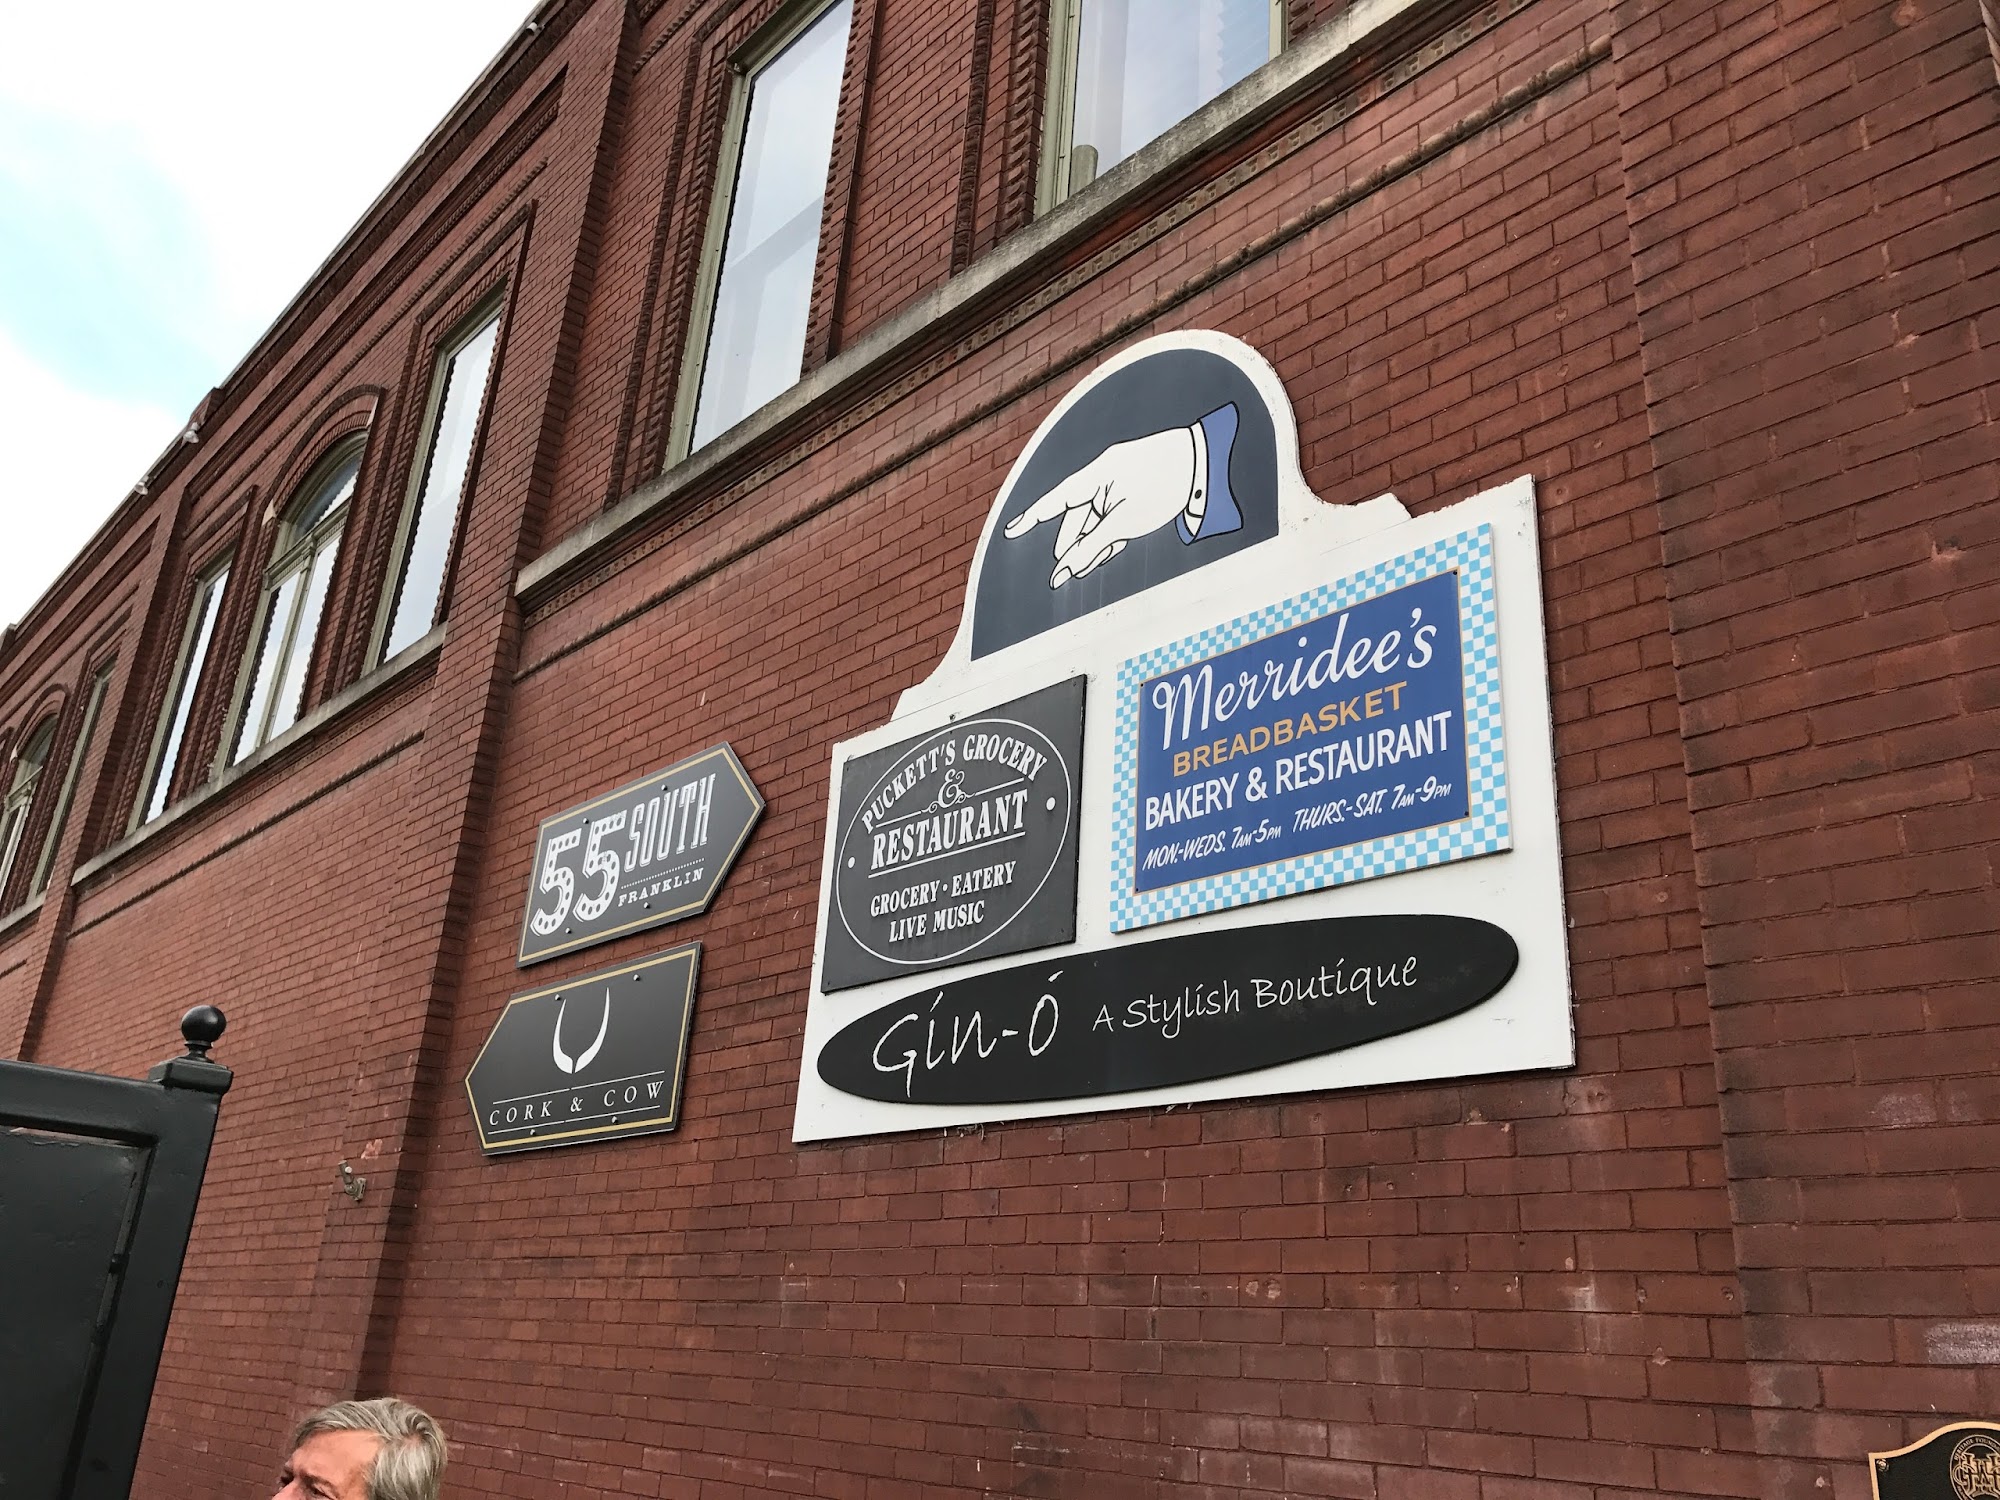 55 SOUTH
FRANKLIN
CORK & COW
PUCKETT'S GROCERY
&
RESTAURANT
GROCERY • EATERY
LIVE MUSIC
Merridee's
BREADBASKET
BAKERY & RESTAURANT
MON.-WEDS. 7AM-5PM THURS.-SAT. 7AM-9PM
Gin-Ó A Stylish Boutique